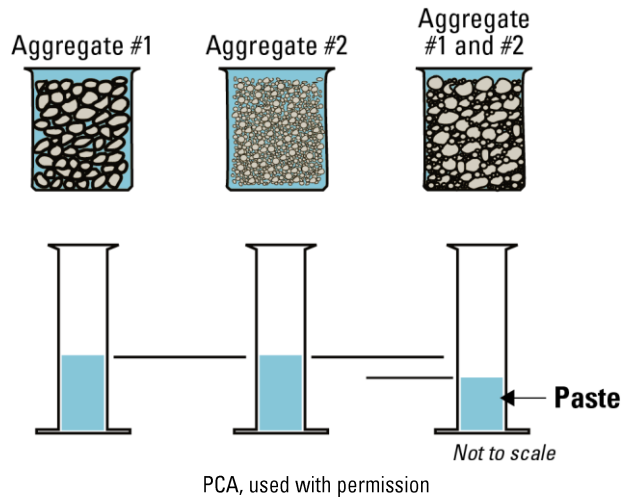 Aggregate #1
Aggregate #2
Aggregate
#1 and #2
Paste
Not to scale
PCA, used with permission